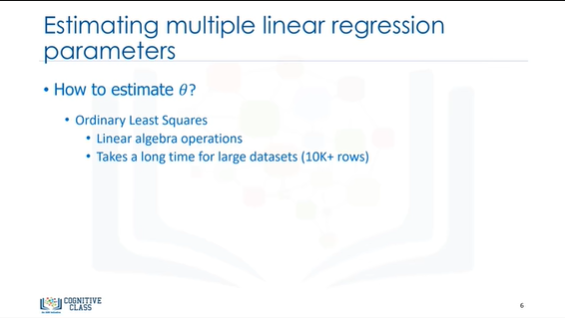 Estimating multiple linear regression
parameters
• How to estimate θ?
• Ordinary Least Squares
• Linear algebra operations
• Takes a long time for large datasets (10K+ rows)
COGNITIVE
CLASS
6